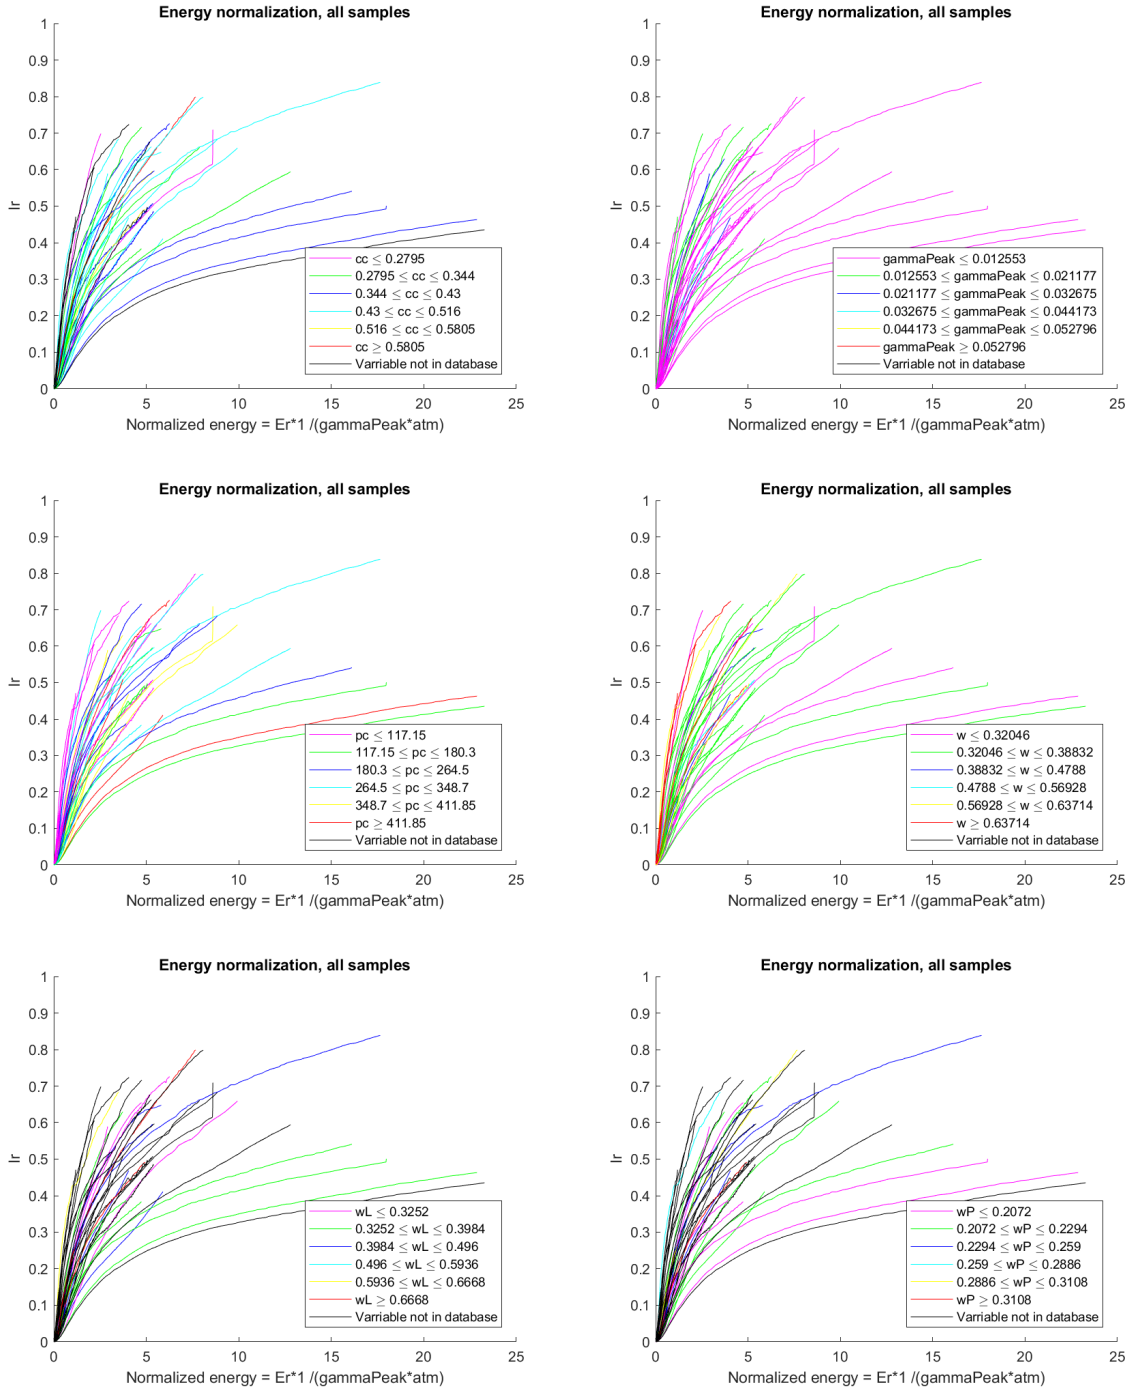 Energy normalization, all samples
Energy normalization, all samples
1
0.9
0.8
0.7
0.6
0.5
0.4
0.3
0.2
0.1
0
Ir
cc ≤ 0.2795
0.2795 ≤ cc ≤ 0.344
0.344 ≤ cc ≤ 0.43
0.43 ≤ cc ≤ 0.516
0.516 ≤ cc ≤ 0.5805
cc ≥ 0.5805
Varriable not in database
0 5 10 15 20 25
Normalized energy = Er*1 /(gammaPeak*atm)
1
0.9
0.8
0.7
0.6
0.5
0.4
0.3
0.2
0.1
0
Ir
gammaPeak ≤ 0.012553
0.012553 ≤ gammaPeak ≤ 0.021177
0.021177 ≤ gammaPeak ≤ 0.032675
0.032675 ≤ gammaPeak ≤ 0.044173
0.044173 ≤ gammaPeak ≤ 0.052796
gammaPeak ≥ 0.052796
Varriable not in database
0 5 10 15 20 25
Normalized energy = Er*1 /(gammaPeak*atm)
Energy normalization, all samples
Energy normalization, all samples
1
0.9
0.8
0.7
0.6
0.5
0.4
0.3
0.2
0.1
0
Ir
pc ≤ 117.15
117.15 ≤ pc ≤ 180.3
180.3 ≤ pc ≤ 264.5
264.5 ≤ pc ≤ 348.7
348.7 ≤ pc ≤ 411.85
pc ≥ 411.85
Varriable not in database
0 5 10 15 20 25
Normalized energy = Er*1 /(gammaPeak*atm)
1
0.9
0.8
0.7
0.6
0.5
0.4
0.3
0.2
0.1
0
Ir
w ≤ 0.32046
0.32046 ≤ w ≤ 0.38832
0.38832 ≤ w ≤ 0.4788
0.4788 ≤ w ≤ 0.56928
0.56928 ≤ w ≤ 0.63714
w ≥ 0.63714
Varriable not in database
0 5 10 15 20 25
Normalized energy = Er*1 /(gammaPeak*atm)
Energy normalization, all samples
Energy normalization, all samples
1
0.9
0.8
0.7
0.6
0.5
0.4
0.3
0.2
0.1
0
Ir
wL ≤ 0.3252
0.3252 ≤ wL ≤ 0.3984
0.3984 ≤ wL ≤ 0.496
0.496 ≤ wL ≤ 0.5936
0.5936 ≤ wL ≤ 0.6668
wL ≥ 0.6668
Varriable not in database
0 5 10 15 20 25
Normalized energy = Er*1 /(gammaPeak*atm)
1
0.9
0.8
0.7
0.6
0.5
0.4
0.3
0.2
0.1
0
Ir
wP ≤ 0.2072
0.2072 ≤ wP ≤ 0.2294
0.2294 ≤ wP ≤ 0.259
0.259 ≤ wP ≤ 0.2886
0.2886 ≤ wP ≤ 0.3108
wP ≥ 0.3108
Varriable not in database
0 5 10 15 20 25
Normalized energy = Er*1 /(gammaPeak*atm)